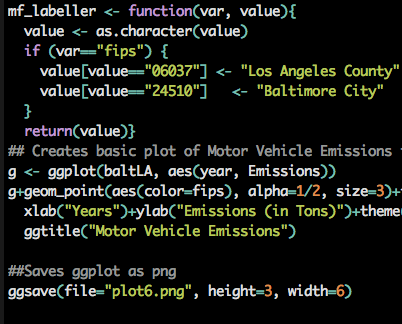 mf_labeller <- function(var, value){
  value <- as.character(value)
  if (var=="fips") {
    value[value=="06037"] <- "Los Angeles County"
    value[value=="24510"]   <- "Baltimore City"
  }
  return(value)}
## Creates basic plot of Motor Vehicle Emissions
g <- ggplot(baltLA, aes(year, Emissions))
g+geom_point(aes(color=fips), alpha=1/2, size=3)+
  xlab("Years")+ylab("Emissions (in Tons)")+theme
  ggtitle("Motor Vehicle Emissions")
##Saves ggplot as png
ggsave(file="plot6.png", height=3, width=6)